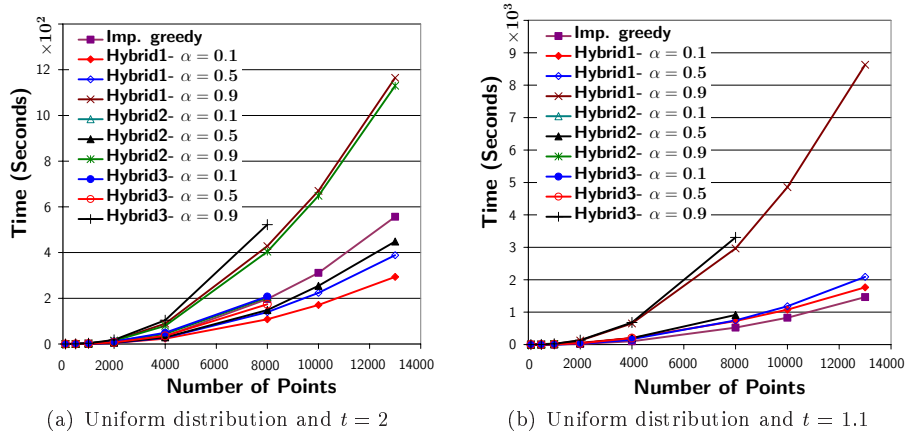 ×10²
12
10
8
6
4
2
0
Time (Seconds)
0 2000 4000 6000 8000 10000 12000 14000
Number of Points
Imp. greedy
Hybrid1- α = 0.1
Hybrid1- α = 0.5
Hybrid1- α = 0.9
Hybrid2- α = 0.1
Hybrid2- α = 0.5
Hybrid2- α = 0.9
Hybrid3- α = 0.1
Hybrid3- α = 0.5
Hybrid3- α = 0.9
(a) Uniform distribution and t = 2
×10³
9
8
7
6
5
4
3
2
1
0
Time (Seconds)
0 2000 4000 6000 8000 10000 12000 14000
Number of Points
Imp. greedy
Hybrid1- α = 0.1
Hybrid1- α = 0.5
Hybrid1- α = 0.9
Hybrid2- α = 0.1
Hybrid2- α = 0.5
Hybrid2- α = 0.9
Hybrid3- α = 0.1
Hybrid3- α = 0.5
Hybrid3- α = 0.9
(b) Uniform distribution and t = 1.1